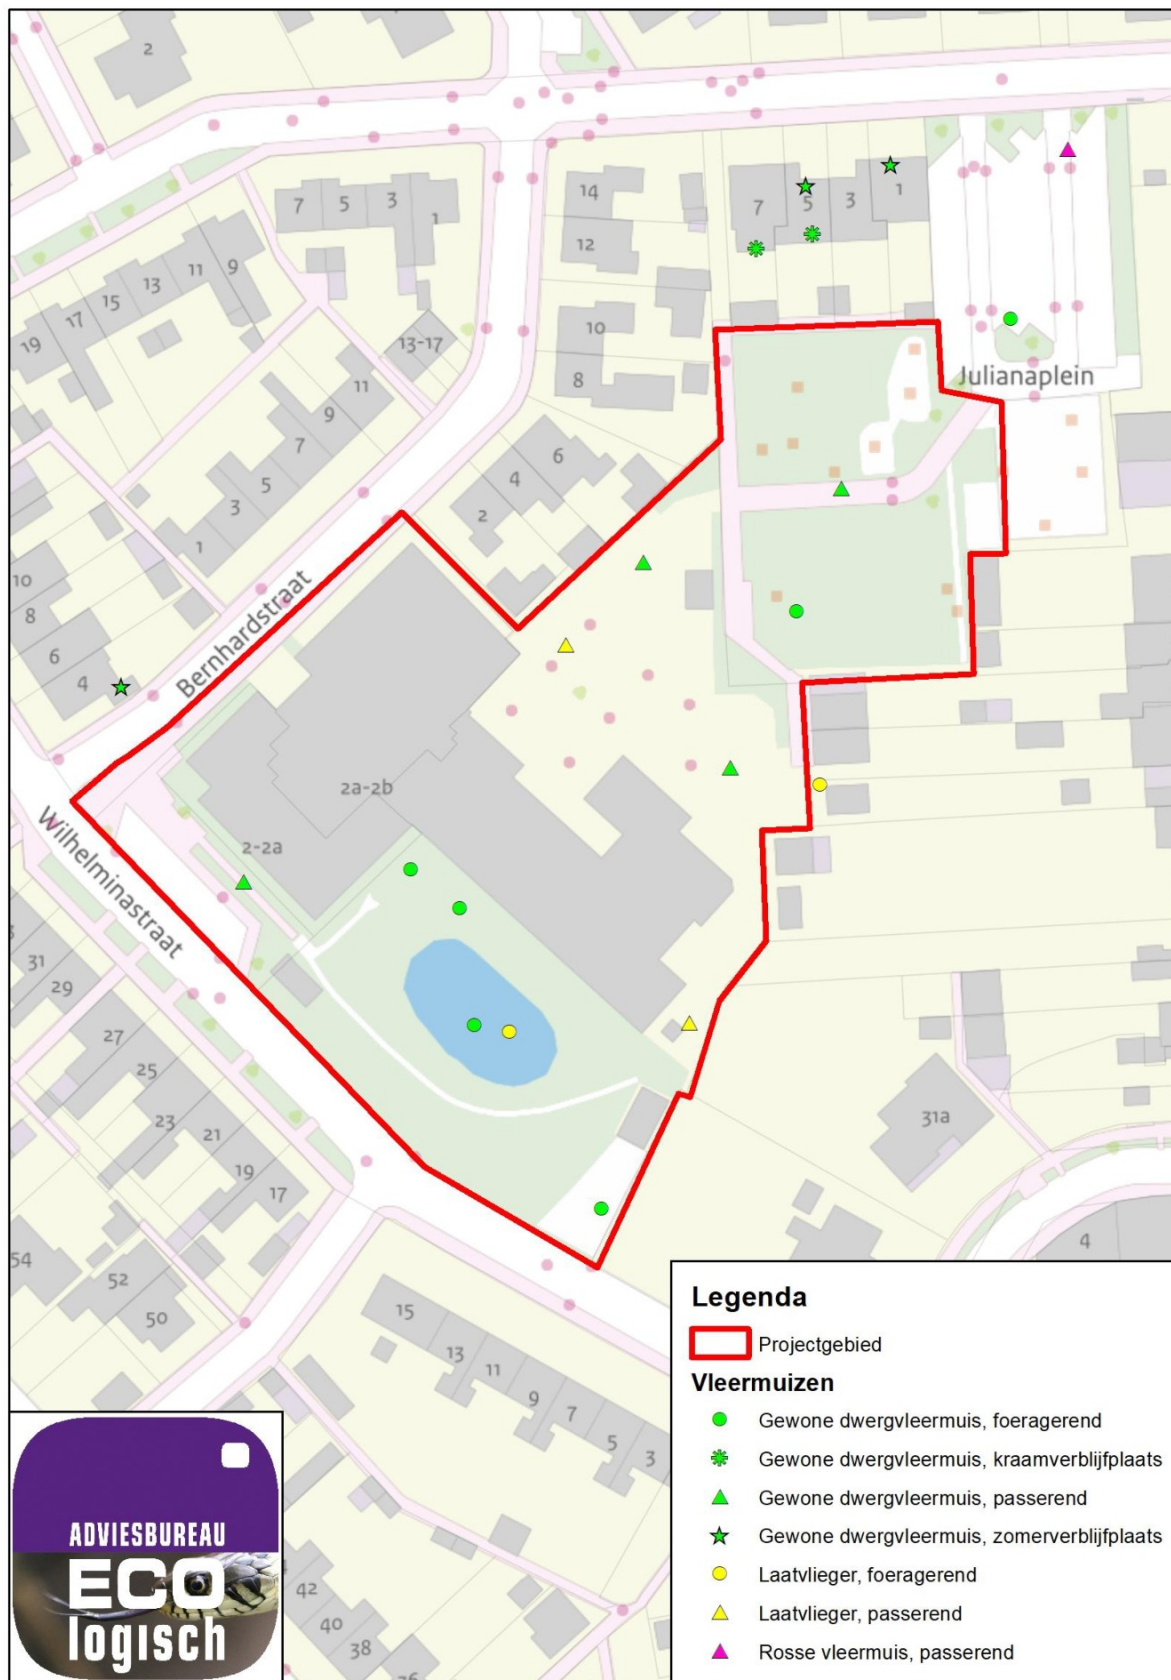 2
14
12
10
8
7
5
3
1
7
5
3
1
9
11
13
15
17
19
13-17
11
9
7
5
3
1
6
4
2
Julianaplein
10
8
6
4
Bernhardstraat
2a-2b
2-2a
Wilhelminastraat
31
29
27
25
23
21
19
17
31a
4
54
52
50
15
13
11
9
7
5
3
42
40
38
Legenda
Projectgebied
Vleermuizen
Gewone dwergvleermuis, foeragerend
Gewone dwergvleermuis, kraamverblijfplaats
Gewone dwergvleermuis, passerend
Gewone dwergvleermuis, zomerverblijfplaats
Laatvlieger, foeragerend
Laatvlieger, passerend
Rosse vleermuis, passerend
ADVIESBUREAU
ECO
logisch